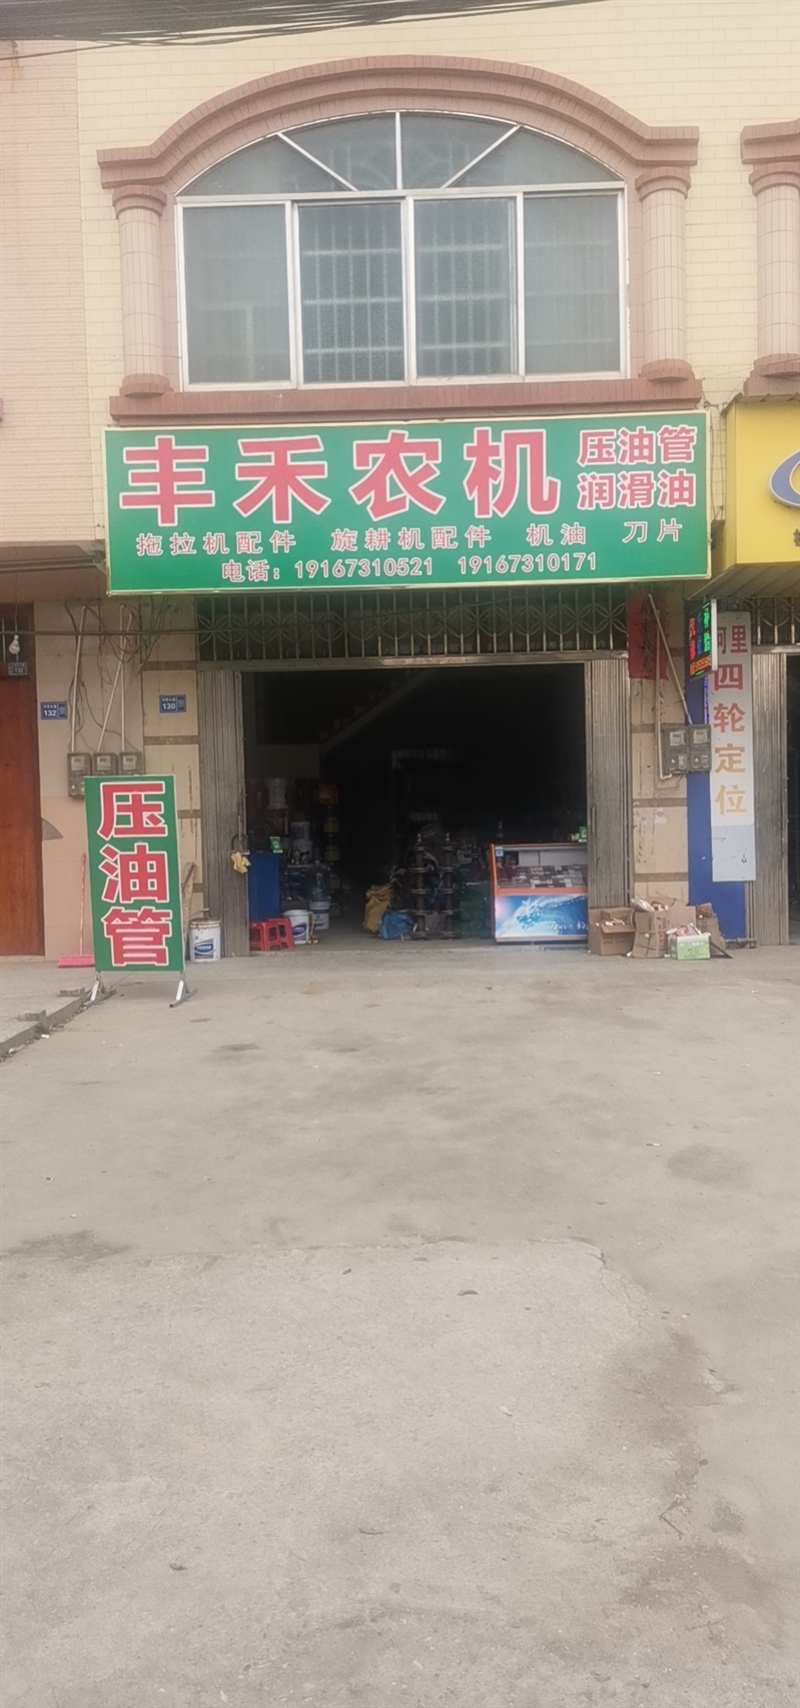 丰禾农机
压油管
润滑油
拖拉机配件 旋耕机配件 机油 刀片
电话：19167310521 19167310171
132
130
压油管
四轮定位